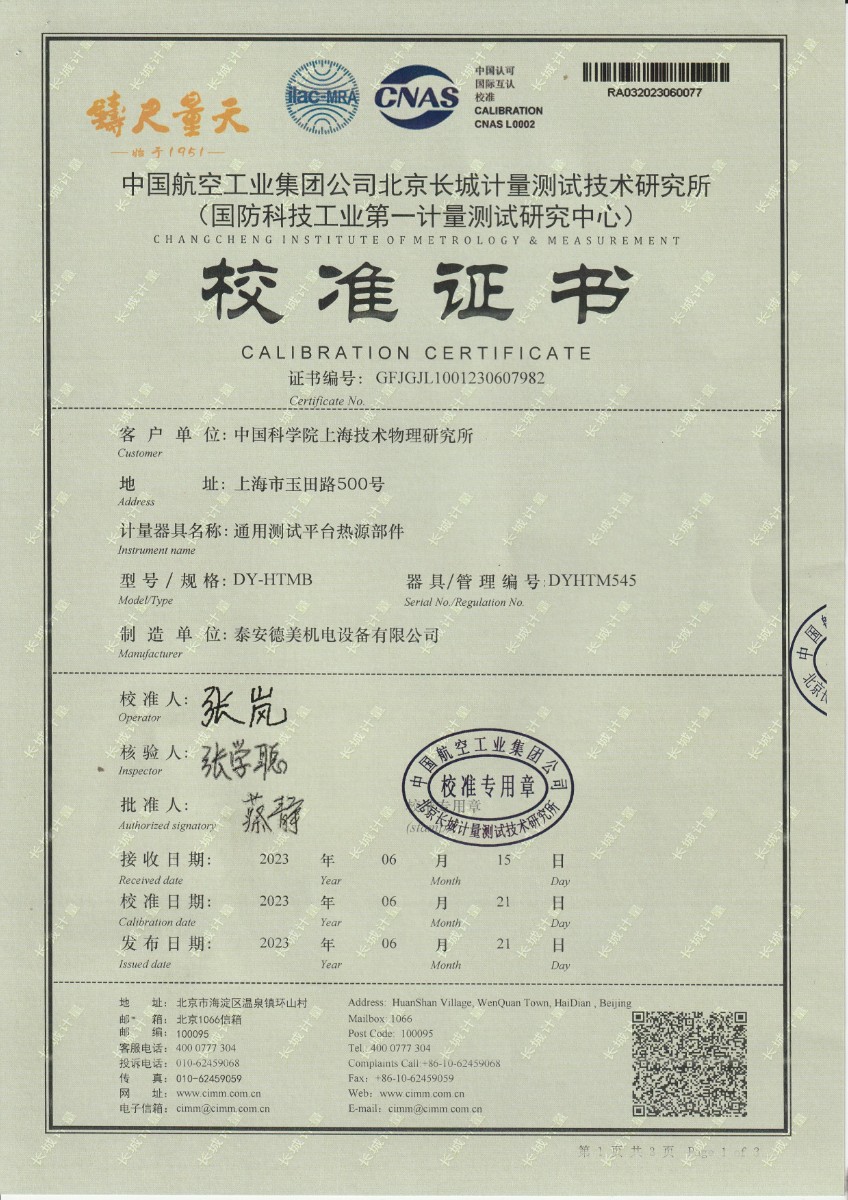 鑄尺量天
始于1951
ilac-MRA
CNAS
中国认可
国际互认
校准
CALIBRATION
CNAS L0002
RA032023060077
中国航空工业集团公司北京长城计量测试技术研究所
（国防科技工业第一计量测试研究中心）
CHANGCHENG INSTITUTE OF METROLOGY & MEASUREMENT
校准证书
CALIBRATION CERTIFICATE
证书编号： GFJGJL1001230607982
Certificate No.
客户单位: 中国科学院上海技术物理研究所
Customer
地址: 上海市玉田路500号
Address
计量器具名称: 通用测试平台热源部件
Instrument name
型号/规格: DY-HTMB 器具/管理编号: DYHTM545
Model/Type Serial No./Regulation No.
制造单位: 泰安德美机电设备有限公司
Manufacturer
校准人: 张岚
Operator
核验人: 张学聪
Inspector
批准人: 静
Authorized signatory
中国航空工业集团公司
校准专用章
北京长城计量测试技术研究所
接收日期: 2023 年 06 月 15 日
Received date Year Month Day
校准日期: 2023 年 06 月 21 日
Calibration date Year Month Day
发布日期: 2023 年 06 月 21 日
Issued date Year Month Day
地址: 北京市海淀区温泉镇环山村 Address: HuanShan Village, WenQuan Town, HaiDian , Beijing
邮箱: 北京1066信箱 Mailbox: 1066
邮编: 100095 Post Code: 100095
客服电话: 400 0777 304 Tel: 400 0777 304
投诉电话: 010-62459068 Complaints Call:+86-10-62459068
传真: 010-62459059 Fax: +86-10-62459059
网址: www.cimm.com.cn Web: www.cimm.com.cn
电子信箱: cimm@cimm.com.cn E-mail: cimm@cimm.com.cn
第 1 页 共 3 页 Page 1 of 3